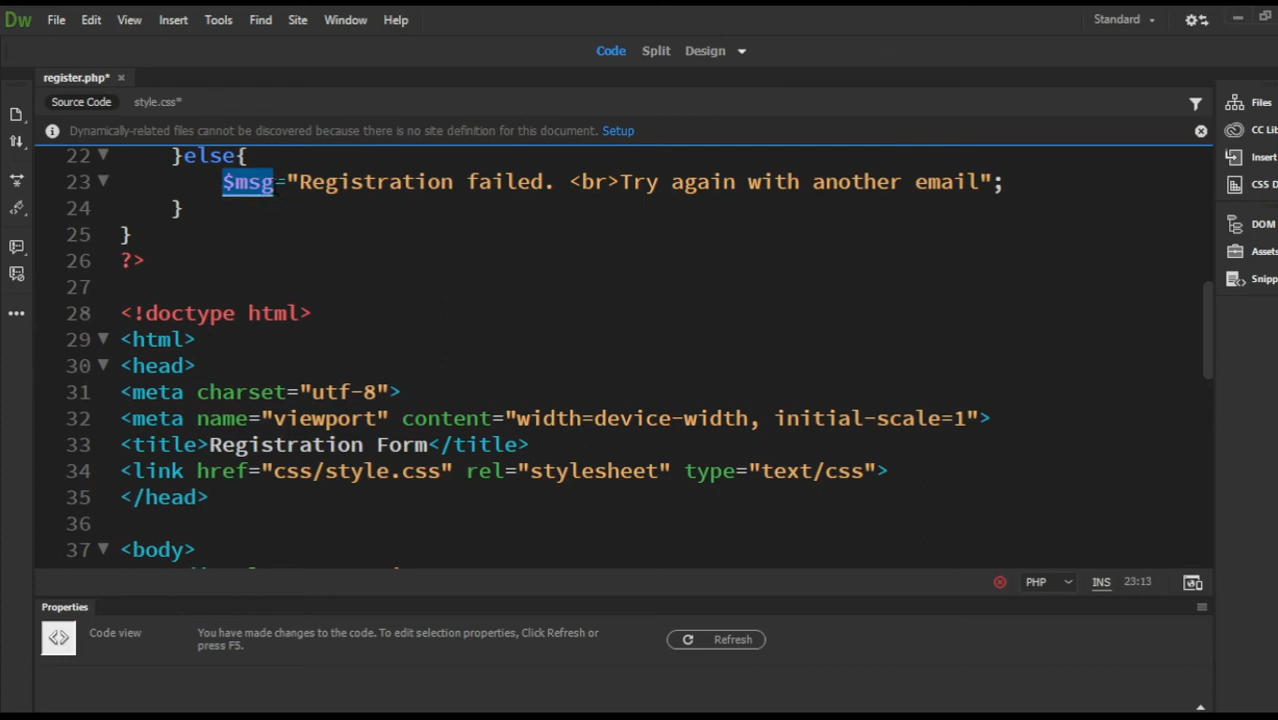 Dw File Edit View Insert Tools Find Site Window Help Standard
Code Split Design
register.php* ×
Source Code style.css*
Dynamically-related files cannot be discovered because there is no site definition for this document. Setup
22 }else{
23 $msg="Registration failed. <br>Try again with another email";
24 }
25 }
26 ?>
27
28 <!doctype html>
29 <html>
30 <head>
31 <meta charset="utf-8">
32 <meta name="viewport" content="width=device-width, initial-scale=1">
33 <title>Registration Form</title>
34 <link href="css/style.css" rel="stylesheet" type="text/css">
35 </head>
36
37 <body>
Files
CC Lib
Insert
CSS D
DOM
Assets
Snipp
PHP INS 23:13
Properties
Code view
You have made changes to the code. To edit selection properties, Click Refresh or
press F5.
Refresh